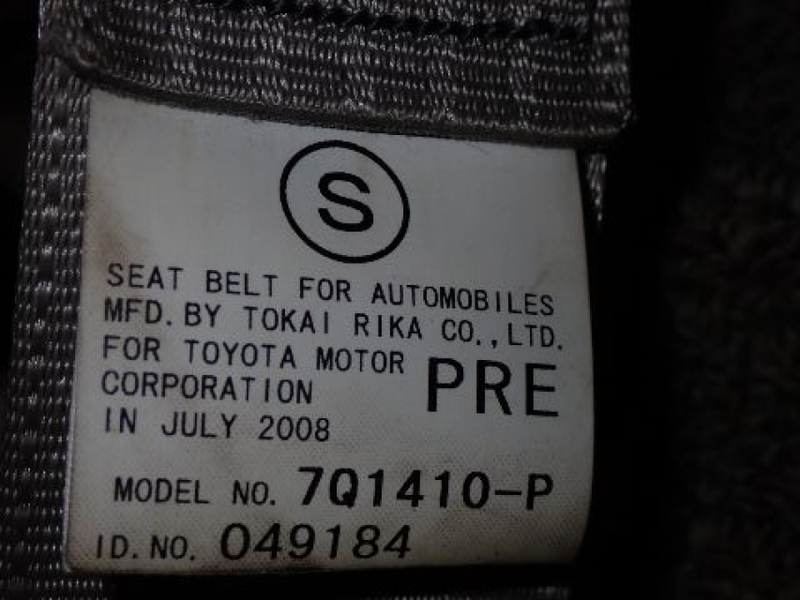 S
SEAT BELT FOR AUTOMOBILES
MFD. BY TOKAI RIKA CO., LTD.
FOR TOYOTA MOTOR
CORPORATION
PRE
IN JULY 2008
MODEL NO. 7Q1410-P
ID. NO. 049184